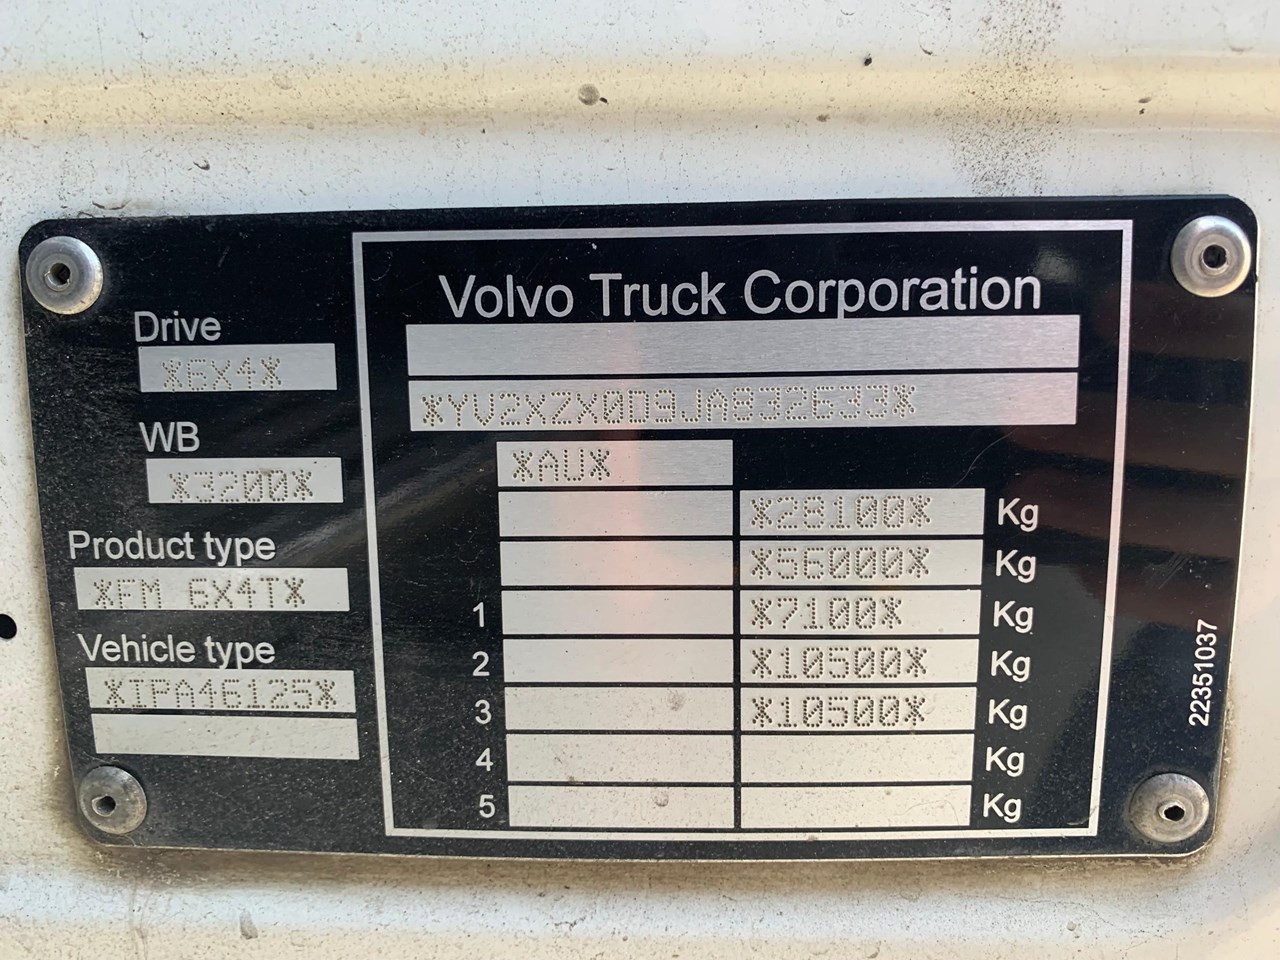 Volvo Truck Corporation
Drive
*6X4*
*YV2XZX0D9JA832633*
WB
*3200*
*AU*
*28100* Kg
Product type
*FM 6X4T*
*56000* Kg
1 *7100* Kg
Vehicle type
*IPA46125*
2 *10500* Kg
3 *10500* Kg
4 Kg
5 Kg
22351037